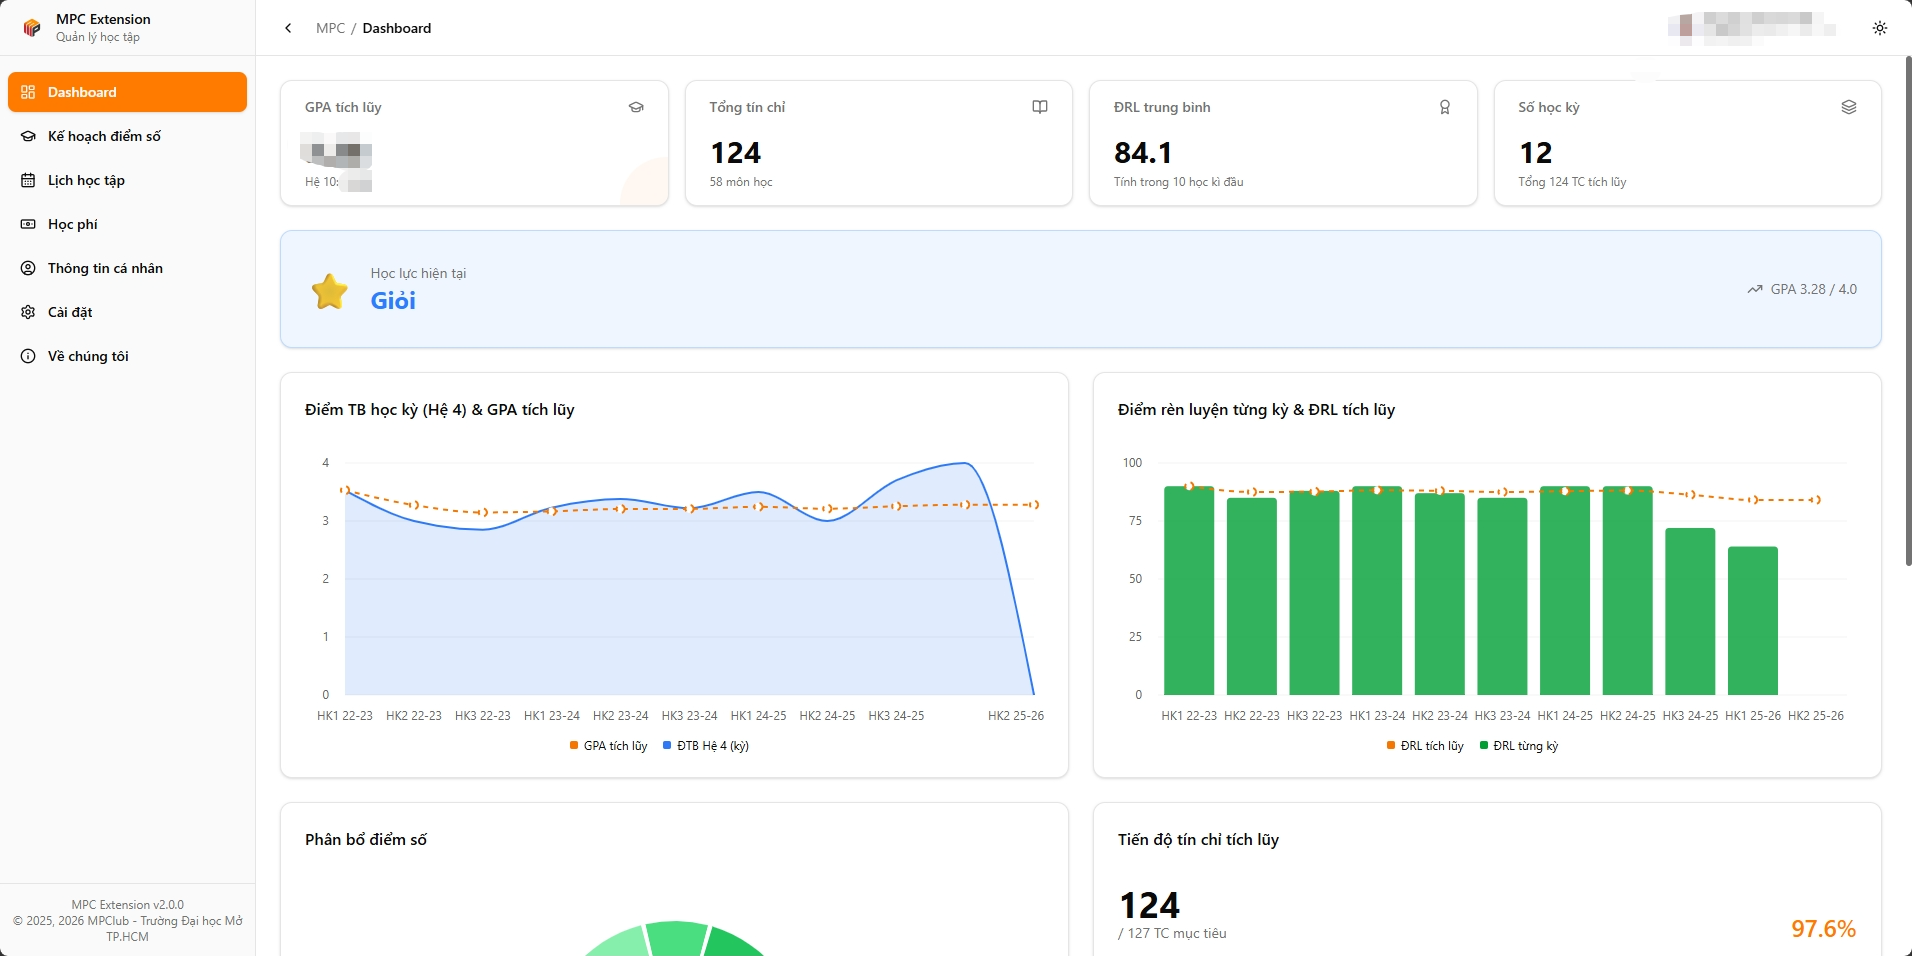 MPC Extension
Quản lý học tập
MPC / Dashboard
Dashboard
Kế hoạch điểm số
Lịch học tập
Học phí
Thông tin cá nhân
Cài đặt
Về chúng tôi
MPC Extension v2.0.0
© 2025, 2026 MPClub - Trường Đại học Mở
TP.HCM
GPA tích lũy
Hệ 10:
Tổng tín chỉ
124
58 môn học
ĐRL trung bình
84.1
Tính trong 10 học kì đầu
Số học kỳ
12
Tổng 124 TC tích lũy
Học lực hiện tại
Giỏi
GPA 3.28 / 4.0
Điểm TB học kỳ (Hệ 4) & GPA tích lũy
4
3
2
1
0
HK1 22-23 HK2 22-23 HK3 22-23 HK1 23-24 HK2 23-24 HK3 23-24 HK1 24-25 HK2 24-25 HK3 24-25 HK2 25-26
GPA tích lũy ĐTB Hệ 4 (kỳ)
Điểm rèn luyện từng kỳ & ĐRL tích lũy
100
75
50
25
0
HK1 22-23 HK2 22-23 HK3 22-23 HK1 23-24 HK2 23-24 HK3 23-24 HK1 24-25 HK2 24-25 HK3 24-25 HK1 25-26 HK2 25-26
ĐRL tích lũy ĐRL từng kỳ
Phân bổ điểm số
Tiến độ tín chỉ tích lũy
124
/ 127 TC mục tiêu
97.6%